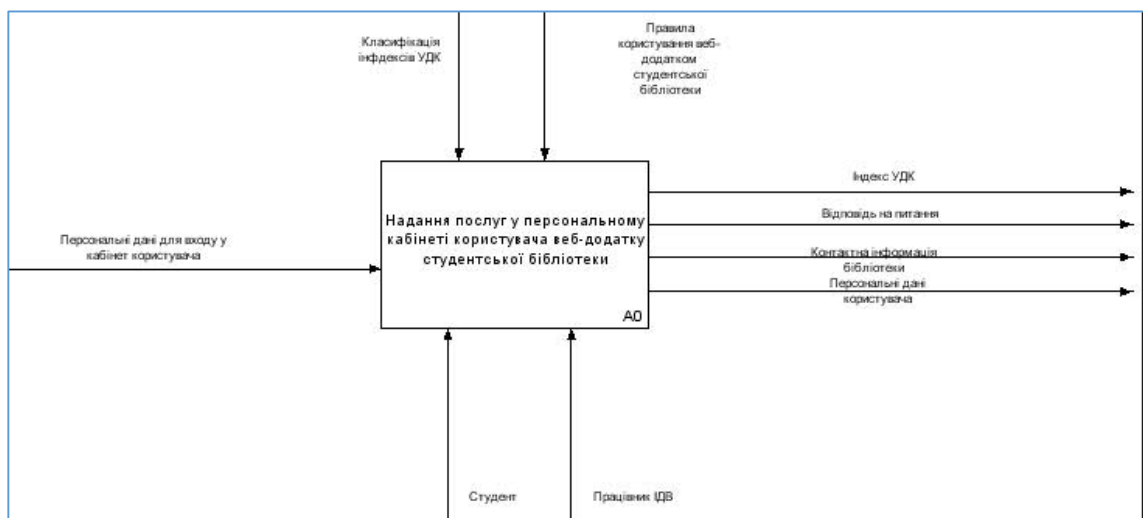 Класифікація
інфдексів УДК
Правила
користування веб-
додатком
студентської
бібліотеки
Індекс УДК
Відповідь на питання
Надання послуг у персональному
кабінеті користувача веб-додатку
студентської бібліотеки
Персональні дані для входу у
кабінет користувача
Контактна інформація
бібліотеки
Персональні дані
користувача
A0
Студент
Працівник ІДВ